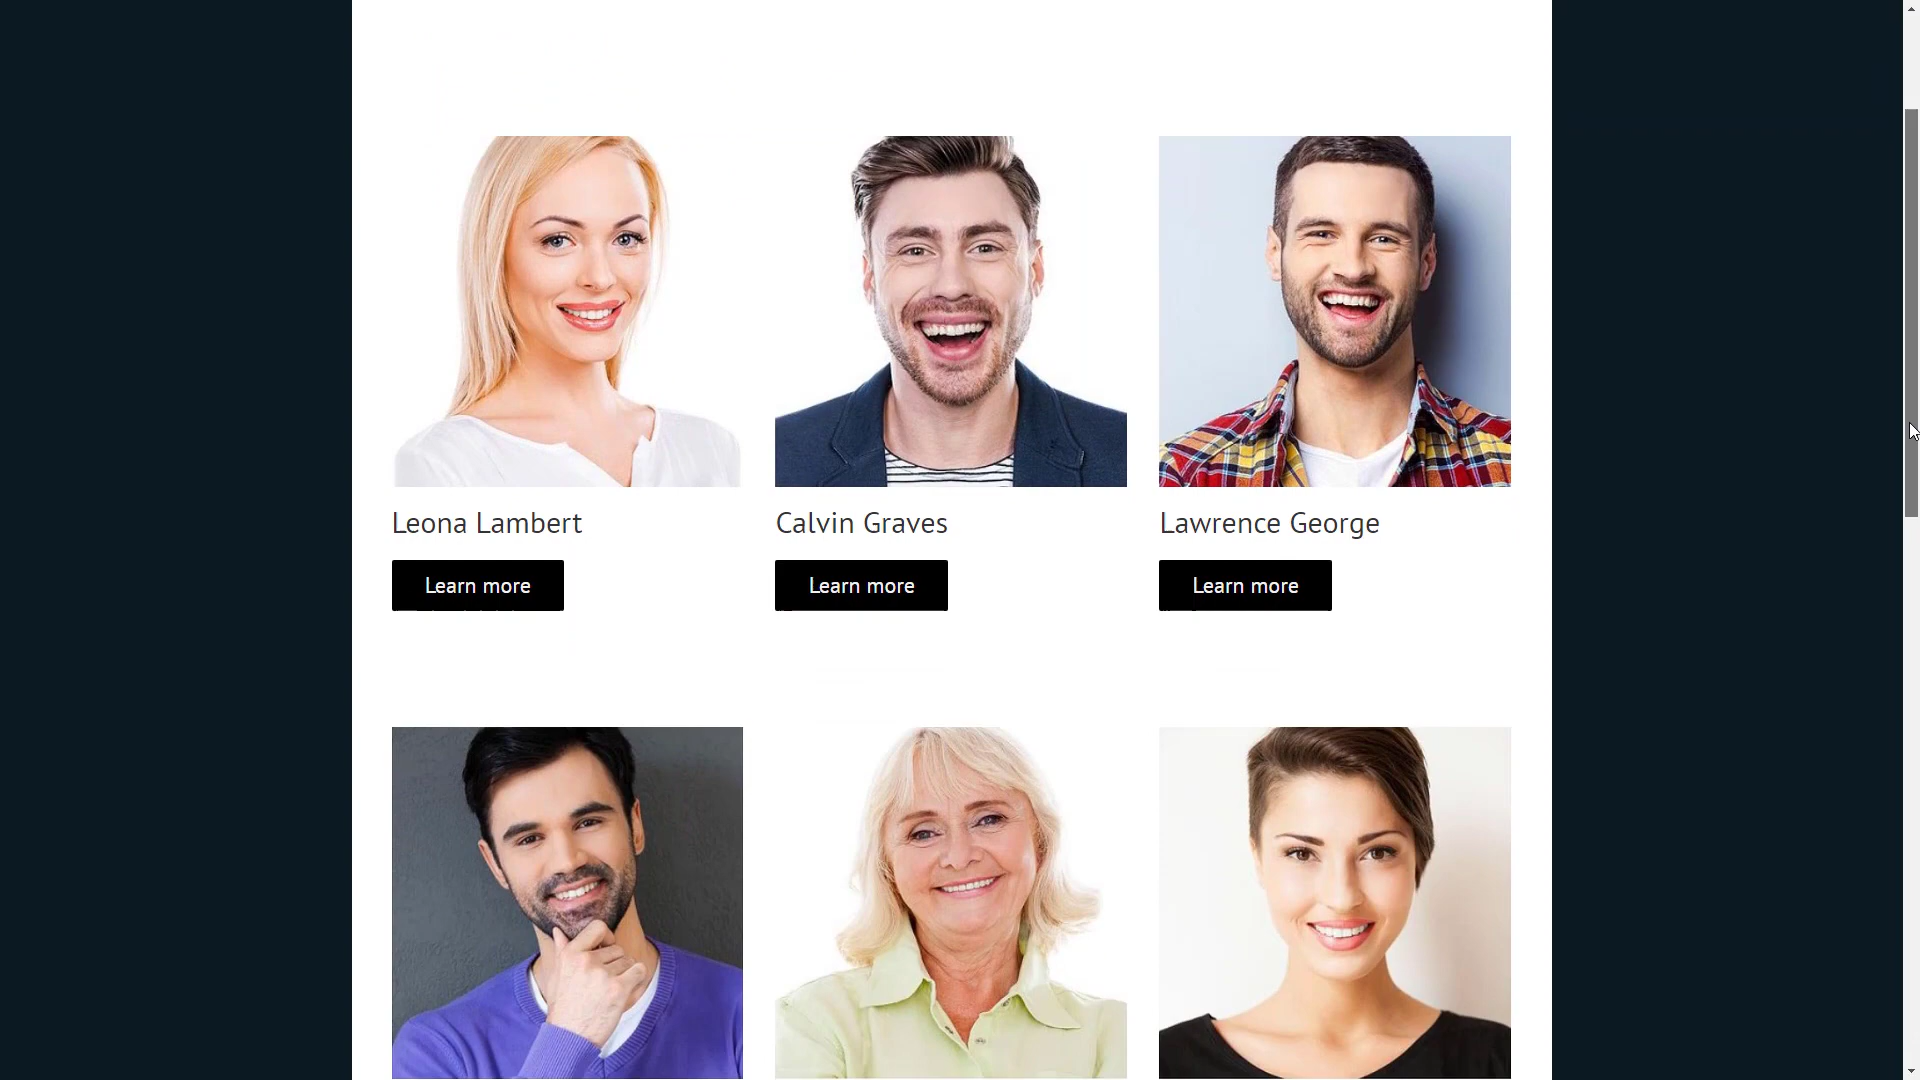 Leona Lambert
Calvin Graves
Lawrence George
Learn more
Learn more
Learn more